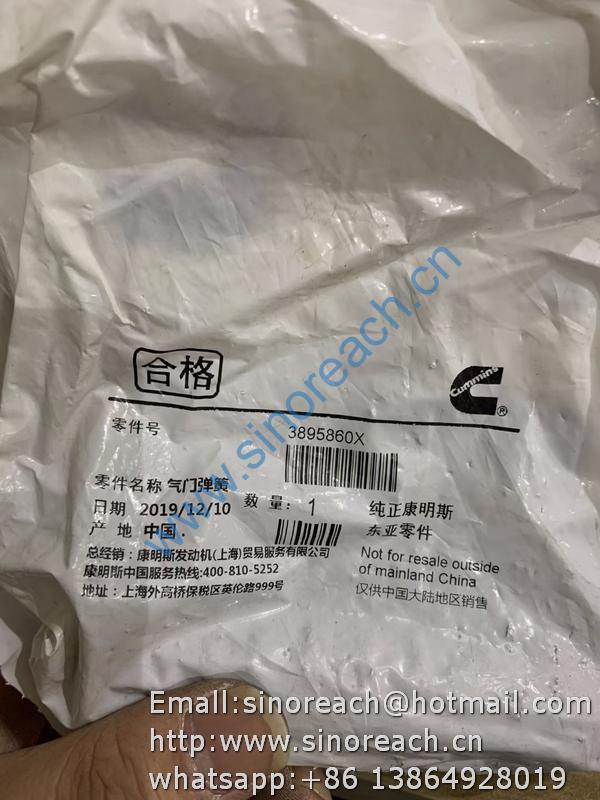 合格
Cummins
®
零件号
3895860X
零件名称 气门弹簧
日期 2019/12/10 数量: 1
产地 中国.
纯正康明斯
东亚零件
总经销: 康明斯发动机(上海)贸易服务有限公司
康明斯中国服务热线:400-810-5252
地址: 上海外高桥保税区英伦路999号
Not for resale outside
of mainland China
仅供中国大陆地区销售
www.sinoreach.cn
Email:sinoreach@hotmail.com
http:www.sinoreach.cn
whatsapp:+86 13864928019